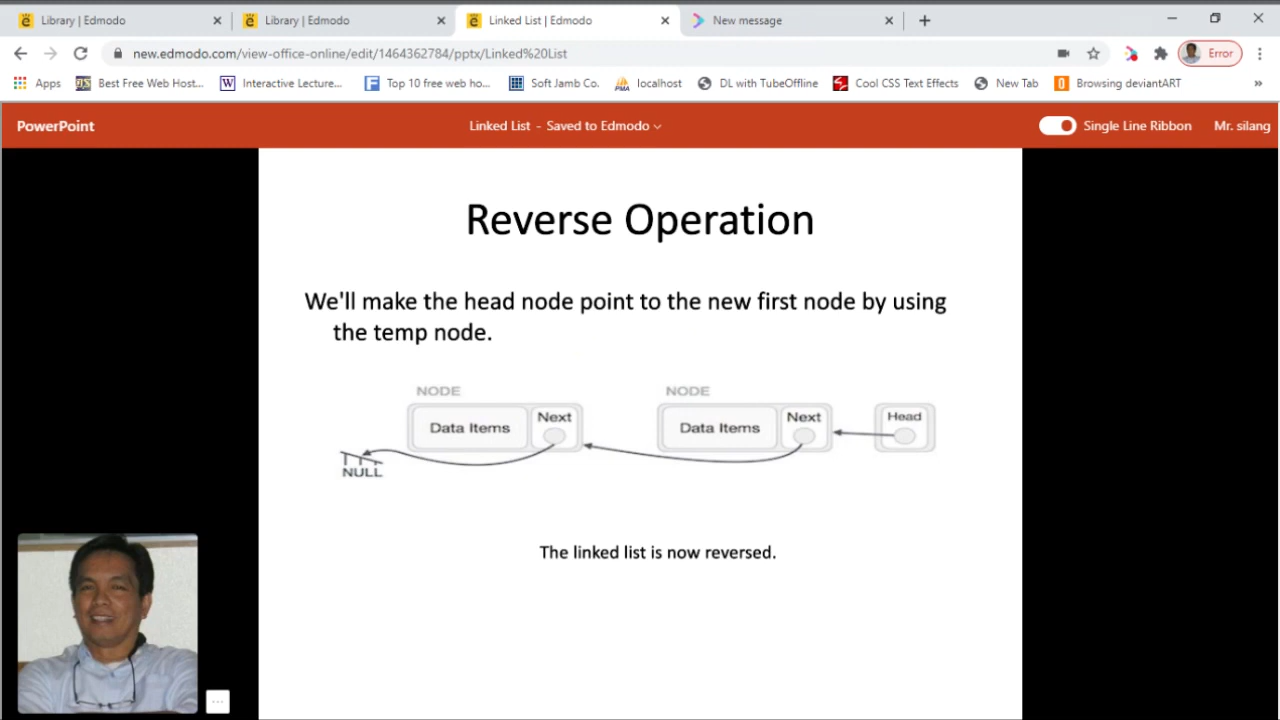 Library | Edmodo
Library | Edmodo
Linked List | Edmodo
New message
new.edmodo.com/view-office-online/edit/1464362784/pptx/Linked%20List
Error
Apps
Best Free Web Host...
W
Interactive Lecture...
F
Top 10 free web ho...
Soft Jamb Co.
PMA
localhost
DL with TubeOffline
Cool CSS Text Effects
New Tab
Browsing deviantART
»
PowerPoint
Linked List - Saved to Edmodo
Single Line Ribbon
Mr. silang
Reverse Operation
We'll make the head node point to the new first node by using
the temp node.
NODE
Data Items
Next
NODE
Data Items
Next
Head
NULL
The linked list is now reversed.
...